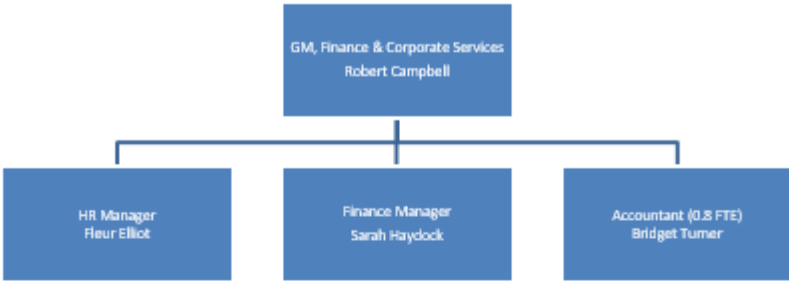 GM, Finance & Corporate Services
Robert Campbell
HR Manager
Fleur Elliot
Finance Manager
Sarah Haydock
Accountant (0.8 FTE)
Bridget Turner